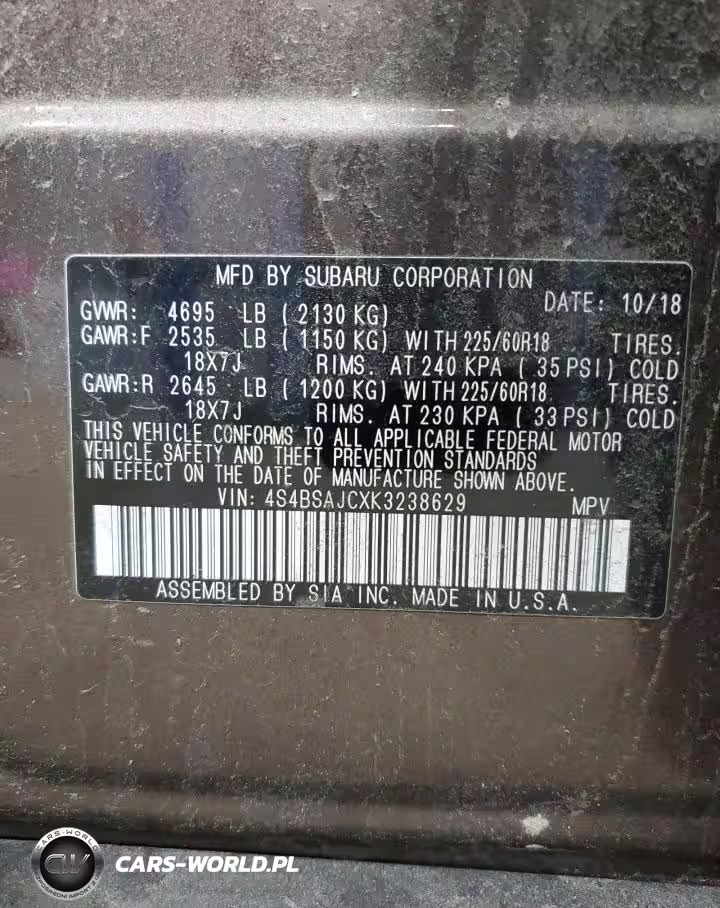 MFD BY SUBARU CORPORATION
DATE: 10/18
GVWR: 4695 LB ( 2130 KG)
GAWR:F 2535 LB ( 1150 KG) WITH 225/60R18 TIRES.
18X7J RIMS. AT 240 KPA ( 35 PSI) COLD
GAWR:R 2645 LB ( 1200 KG) WITH 225/60R18 TIRES.
18X7J RIMS. AT 230 KPA ( 33 PSI) COLD
THIS VEHICLE CONFORMS TO ALL APPLICABLE FEDERAL MOTOR
VEHICLE SAFETY AND THEFT PREVENTION STANDARDS
IN EFFECT ON THE DATE OF MANUFACTURE SHOWN ABOVE.
VIN: 4S4BSAJCXK3238629 MPV
ASSEMBLED BY SIA INC. MADE IN U.S.A.
CARS-WORLD
CW
CARS-WORLD.PL